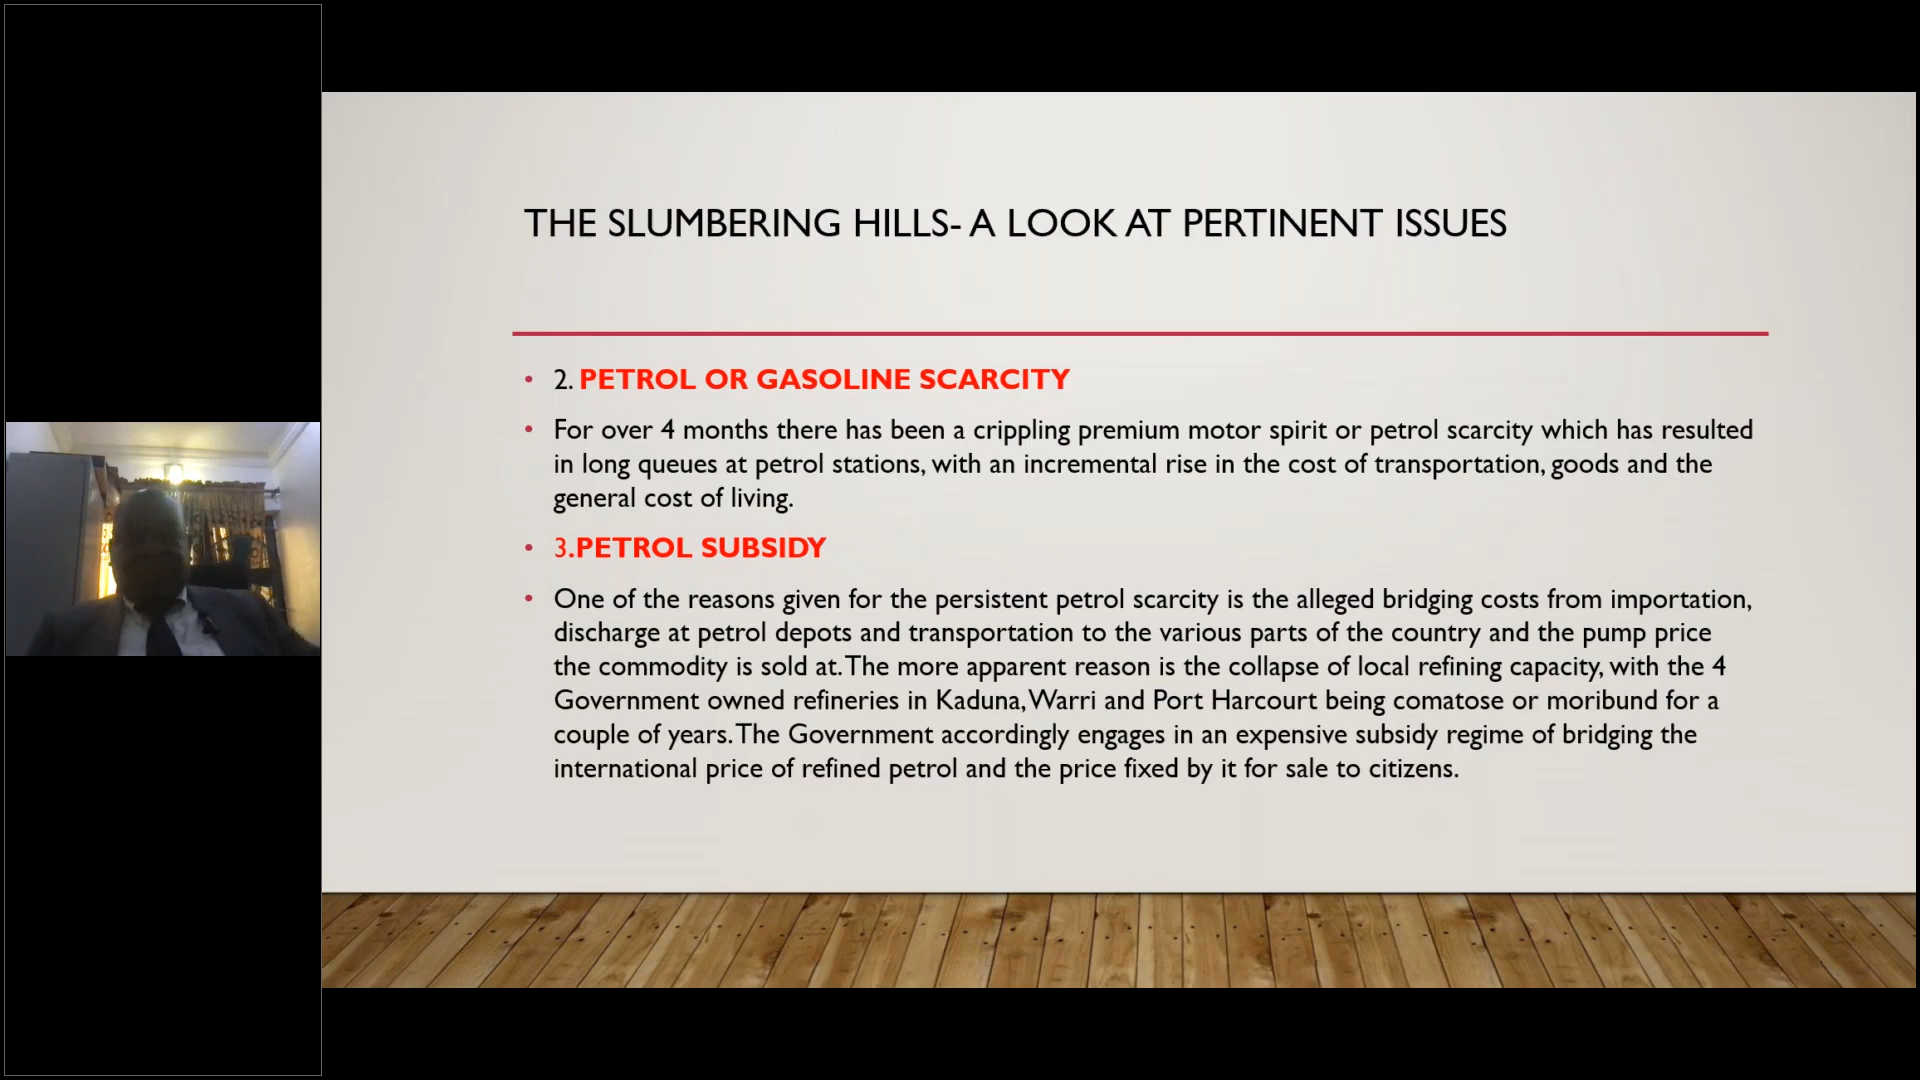 THE SLUMBERING HILLS- A LOOK AT PERTINENT ISSUES
• 2. PETROL OR GASOLINE SCARCITY
• For over 4 months there has been a crippling premium motor spirit or petrol scarcity which has resulted
in long queues at petrol stations, with an incremental rise in the cost of transportation, goods and the
general cost of living.
• 3.PETROL SUBSIDY
• One of the reasons given for the persistent petrol scarcity is the alleged bridging costs from importation,
discharge at petrol depots and transportation to the various parts of the country and the pump price
the commodity is sold at. The more apparent reason is the collapse of local refining capacity, with the 4
Government owned refineries in Kaduna, Warri and Port Harcourt being comatose or moribund for a
couple of years. The Government accordingly engages in an expensive subsidy regime of bridging the
international price of refined petrol and the price fixed by it for sale to citizens.